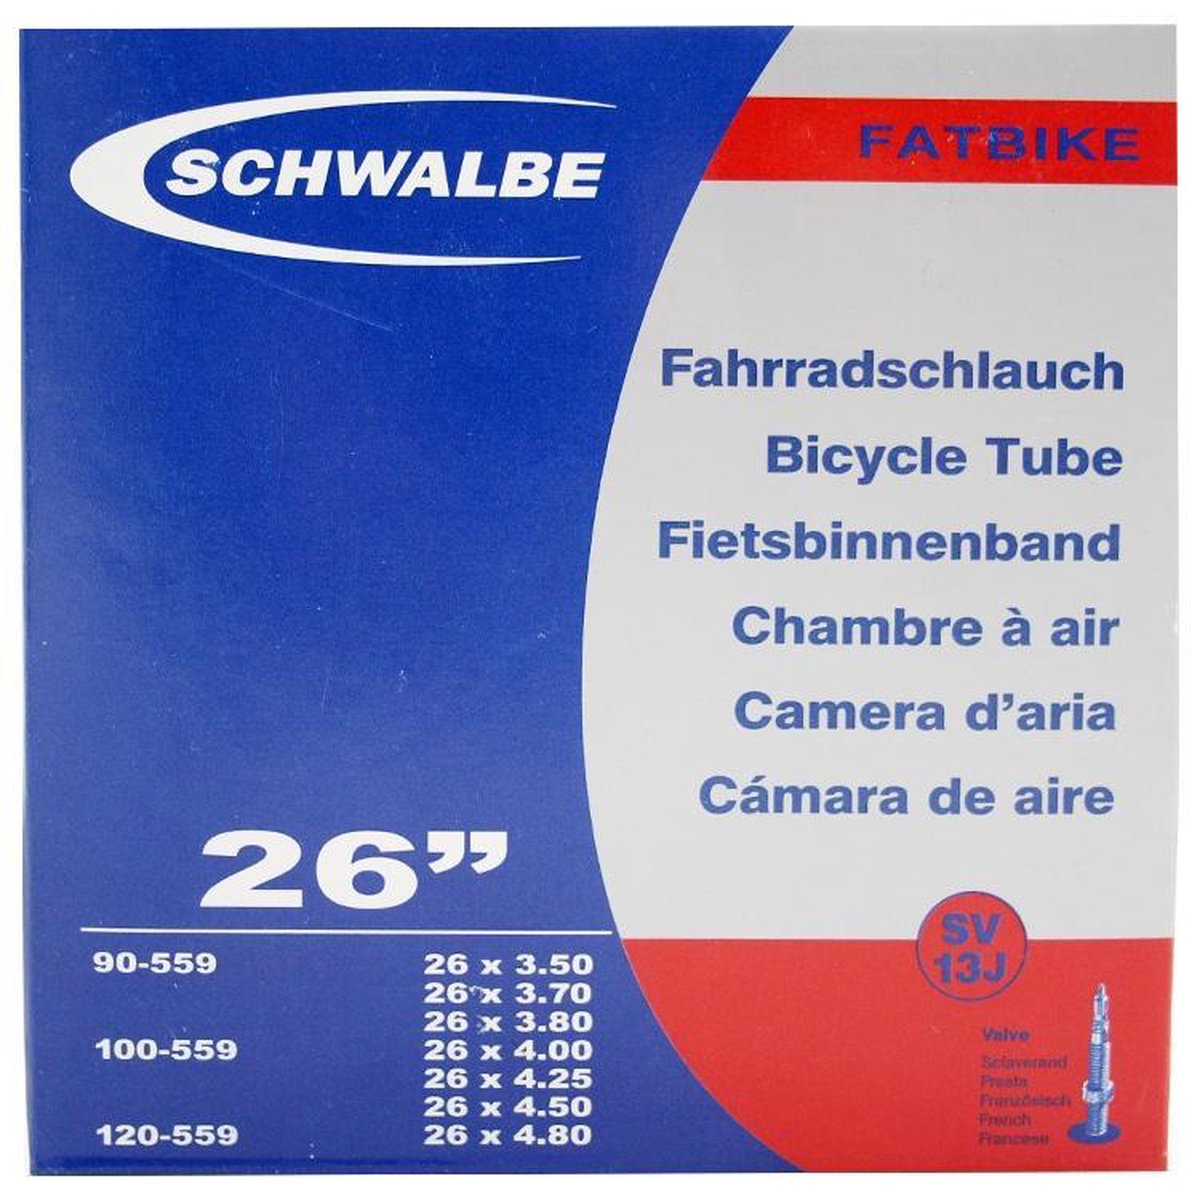 SCHWALBE
FATBIKE
Fahrradschlauch
Bicycle Tube
Fietsbinnenband
Chambre à air
Camera d’aria
Cámara de aire
26”
90-559 26 x 3.50
26 x 3.70
26 x 3.80
100-559 26 x 4.00
26 x 4.25
26 x 4.50
120-559 26 x 4.80
SV
13J
Valve
Sclaverand
Presta
Französisch
French
Francese